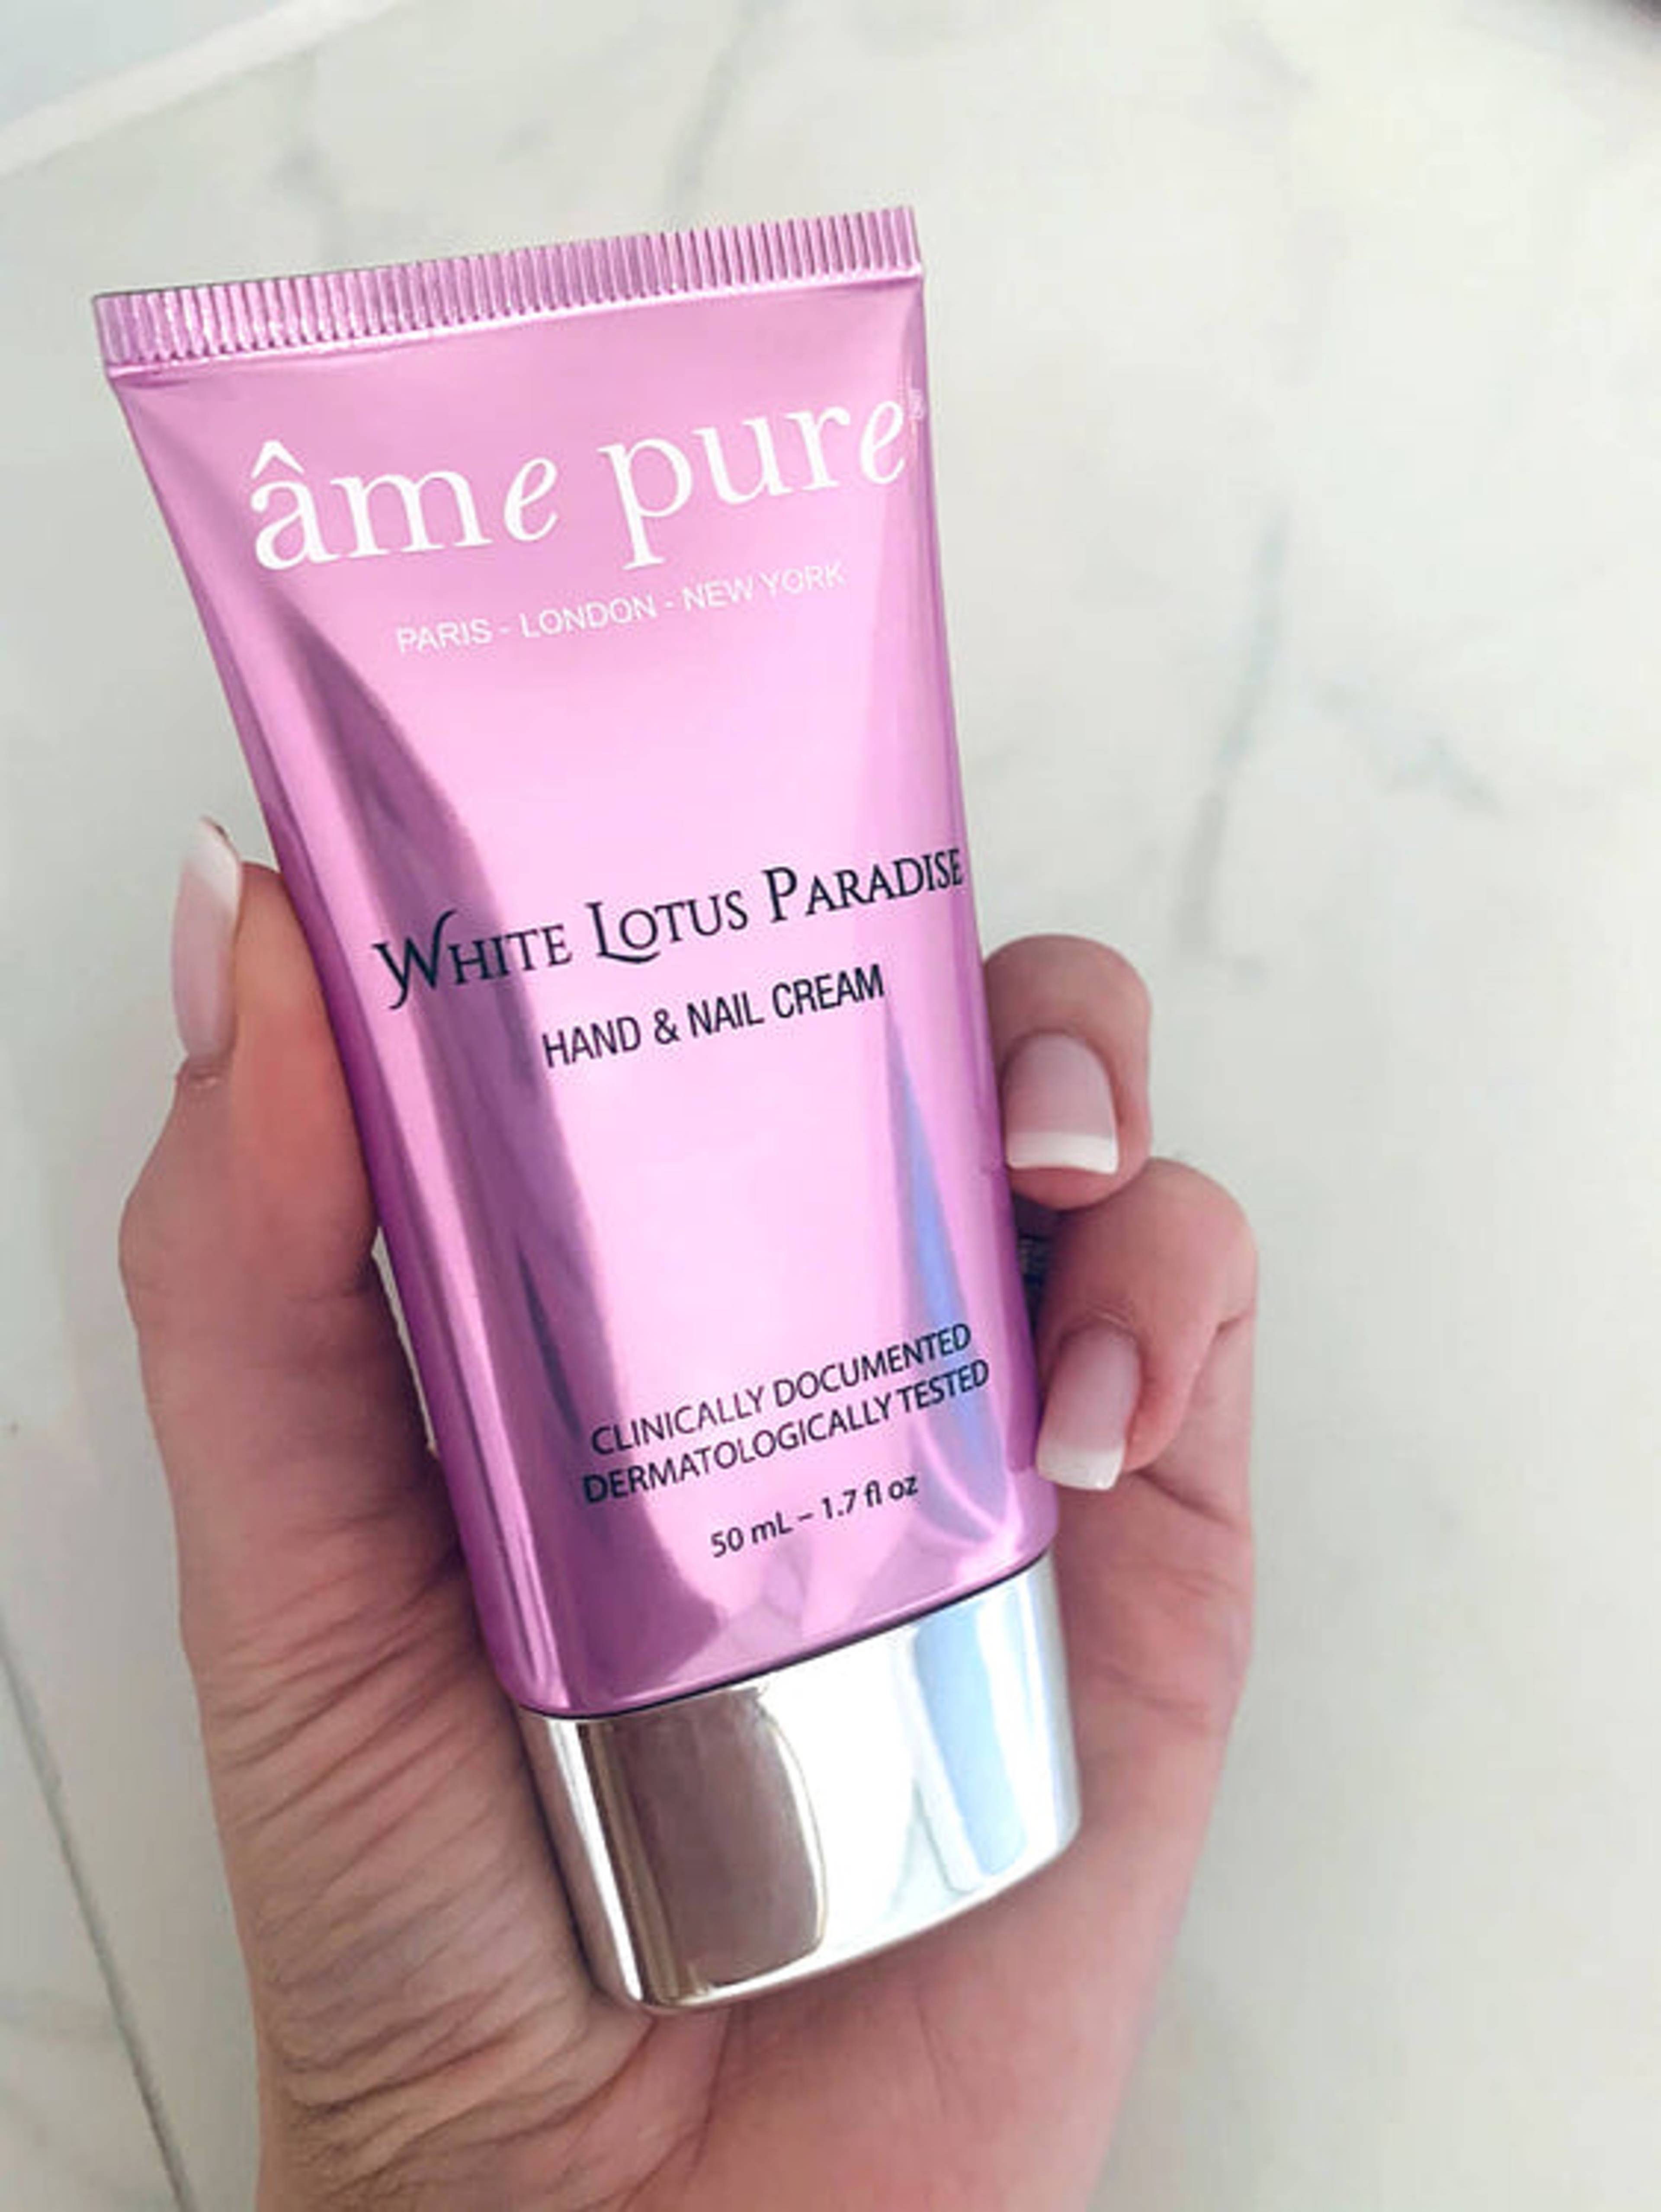 âme pure®
PARIS - LONDON - NEW YORK
WHITE LOTUS PARADISE
HAND & NAIL CREAM
CLINICALLY DOCUMENTED
DERMATOLOGICALLY TESTED
50 mL – 1.7 fl oz